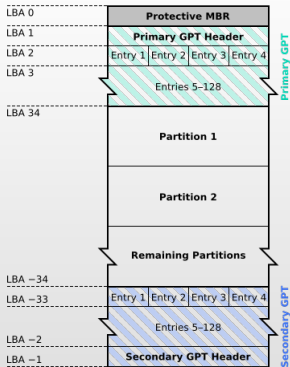 LBA 0
Protective MBR
LBA 1
Primary GPT Header
LBA 2
Entry 1 Entry 2 Entry 3 Entry 4
LBA 3
Entries 5–128
Primary GPT
LBA 34
Partition 1
Partition 2
Remaining Partitions
LBA −34
LBA −33
Entry 1 Entry 2 Entry 3 Entry 4
Entries 5–128
LBA −2
LBA −1
Secondary GPT Header
Secondary GPT